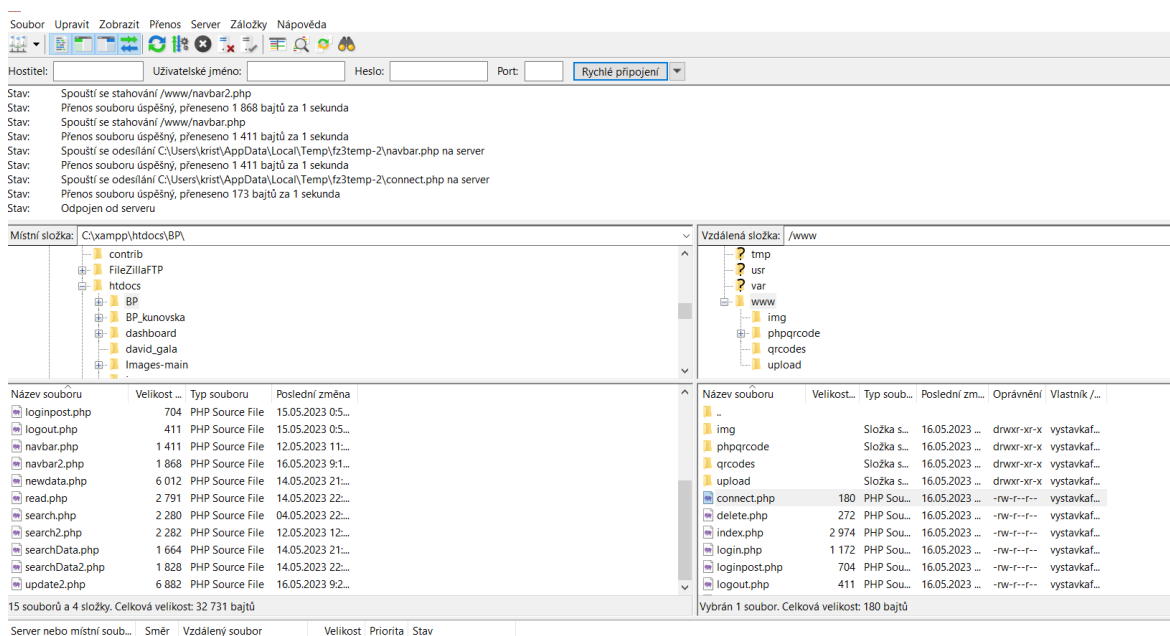 Soubor Upravit Zobrazit Přenos Server Záložky Nápověda
Hostitel: Uživatelské jméno: Heslo: Port: Rychlé připojení
Stav: Spouští se stahování /www/navbar2.php
Stav: Přenos souboru úspěšný, přeneseno 1 868 bajtů za 1 sekunda
Stav: Spouští se stahování /www/navbar.php
Stav: Přenos souboru úspěšný, přeneseno 1 411 bajtů za 1 sekunda
Stav: Spouští se odesílání C:\Users\krist\AppData\Local\Temp\fz3temp-2\navbar.php na server
Stav: Přenos souboru úspěšný, přeneseno 1 411 bajtů za 1 sekunda
Stav: Spouští se odesílání C:\Users\krist\AppData\Local\Temp\fz3temp-2\connect.php na server
Stav: Přenos souboru úspěšný, přeneseno 173 bajtů za 1 sekunda
Stav: Odpojen od serveru
Místní složka: C:\xampp\htdocs\BP\
contrib
FileZillaFTP
htdocs
BP
BP_kunovska
dashboard
david_gala
Images-main
Název souboru Velikost ... Typ souboru Poslední změna
loginpost.php 704 PHP Source File 15.05.2023 0:5...
logout.php 411 PHP Source File 15.05.2023 0:5...
navbar.php 1 411 PHP Source File 12.05.2023 11:...
navbar2.php 1 868 PHP Source File 16.05.2023 9:1...
newdata.php 6 012 PHP Source File 14.05.2023 21:...
read.php 2 791 PHP Source File 14.05.2023 22:...
search.php 2 280 PHP Source File 04.05.2023 22:...
search2.php 2 282 PHP Source File 12.05.2023 12:...
searchData.php 1 664 PHP Source File 14.05.2023 21:...
searchData2.php 1 828 PHP Source File 14.05.2023 22:...
update2.php 6 882 PHP Source File 16.05.2023 9:2...
15 souborů a 4 složky. Celková velikost: 32 731 bajtů
Vzdálená složka: /www
tmp
usr
var
www
img
phpqrcode
qrcodes
upload
Název souboru Velikost... Typ soub... Poslední zm... Oprávnění Vlastník /...
..
img Složka s... 16.05.2023 ... drwxr-xr-x vystavkaf...
phpqrcode Složka s... 16.05.2023 ... drwxr-xr-x vystavkaf...
qrcodes Složka s... 16.05.2023 ... drwxr-xr-x vystavkaf...
upload Složka s... 16.05.2023 ... drwxr-xr-x vystavkaf...
connect.php 180 PHP Sou... 16.05.2023 ... -rw-r--r-- vystavkaf...
delete.php 272 PHP Sou... 16.05.2023 ... -rw-r--r-- vystavkaf...
index.php 2 974 PHP Sou... 16.05.2023 ... -rw-r--r-- vystavkaf...
login.php 1 172 PHP Sou... 16.05.2023 ... -rw-r--r-- vystavkaf...
loginpost.php 704 PHP Sou... 16.05.2023 ... -rw-r--r-- vystavkaf...
logout.php 411 PHP Sou... 16.05.2023 ... -rw-r--r-- vystavkaf...
Vybrán 1 soubor. Celková velikost: 180 bajtů
Server nebo místní soub... Směr Vzdálený soubor Velikost Priorita Stav